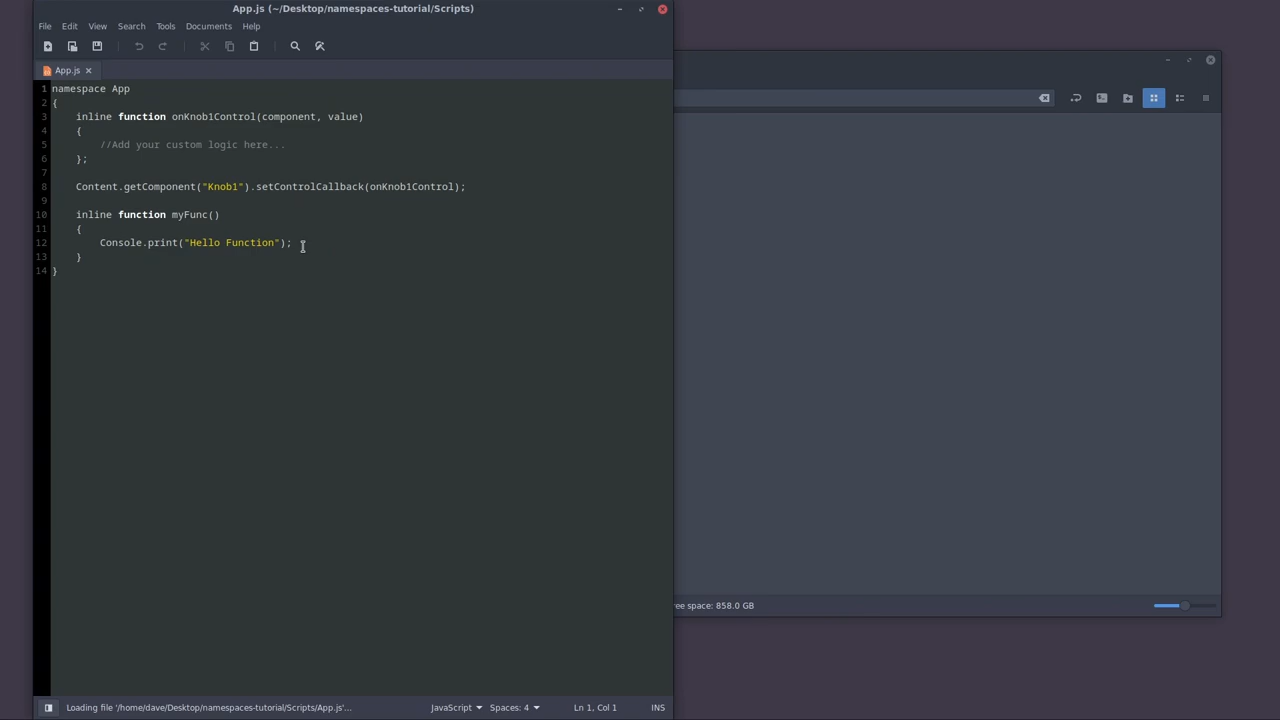 App.js (~/Desktop/namespaces-tutorial/Scripts)
File Edit View Search Tools Documents Help
App.js
1 namespace App
2 {
3 inline function onKnob1Control(component, value)
4 {
5 //Add your custom logic here...
6 };
7
8 Content.getComponent("Knob1").setControlCallback(onKnob1Control);
9
10 inline function myFunc()
11 {
12 Console.print("Hello Function");
13 }
14 }
ree space: 858.0 GB
Loading file '/home/dave/Desktop/namespaces-tutorial/Scripts/App.js'... JavaScript Spaces: 4 Ln 1, Col 1 INS